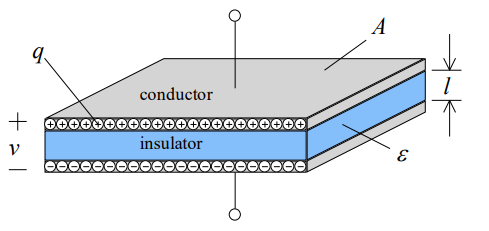 A
q
conductor
l
+
v
−
insulator
ε